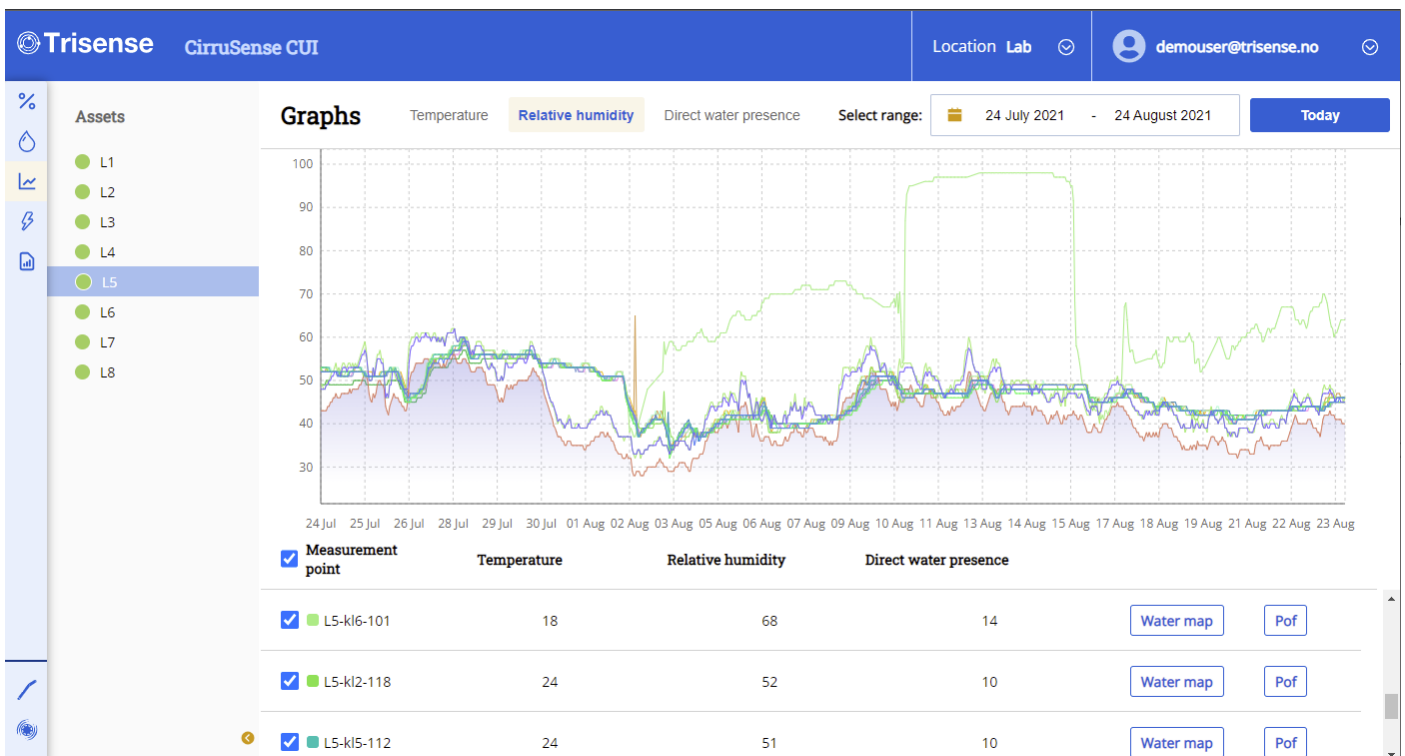 Trisense CirruSense CUI Location Lab demouser@trisense.no
Assets
L1
L2
L3
L4
L5
L6
L7
L8
Graphs Temperature Relative humidity Direct water presence Select range: 24 July 2021 - 24 August 2021 Today
100
90
80
70
60
50
40
30
24 Jul 25 Jul 26 Jul 28 Jul 29 Jul 30 Jul 01 Aug 02 Aug 03 Aug 05 Aug 06 Aug 07 Aug 09 Aug 10 Aug 11 Aug 13 Aug 14 Aug 15 Aug 17 Aug 18 Aug 19 Aug 21 Aug 22 Aug 23 Aug
Measurement point Temperature Relative humidity Direct water presence
L5-kl6-101 18 68 14 Water map Pof
L5-kl2-118 24 52 10 Water map Pof
L5-kl5-112 24 51 10 Water map Pof